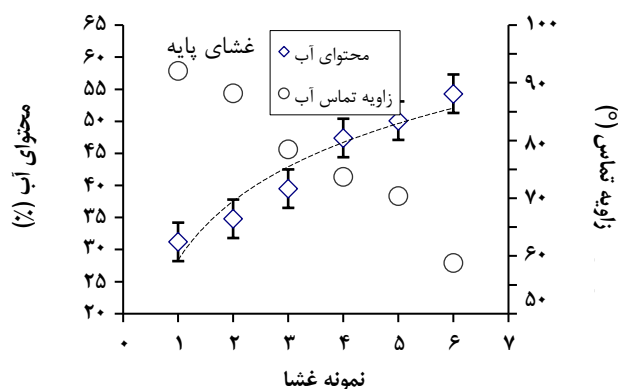 ۶۵
۶۰
۵۵
۵۰
۴۵
۴۰
۳۵
۳۰
۲۵
۲۰
محتوای آب (٪)
غشای پایه
محتوای آب
زاویه تماس آب
۱۰۰
۹۰
۸۰
۷۰
۶۰
۵۰
زاویه تماس (°)
۰ ۱ ۲ ۳ ۴ ۵ ۶ ۷
نمونه غشا